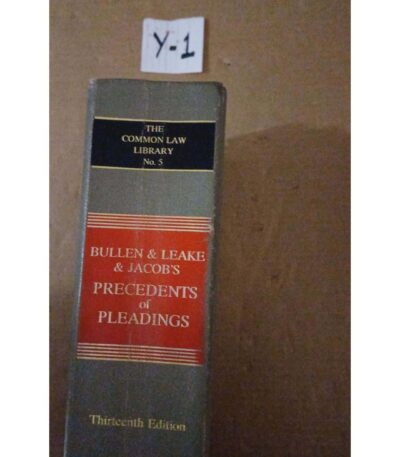 Y-1
THE
COMMON LAW
LIBRARY
No. 5
BULLEN & LEAKE
& JACOB'S
PRECEDENTS
of
PLEADINGS
Thirteenth Edition